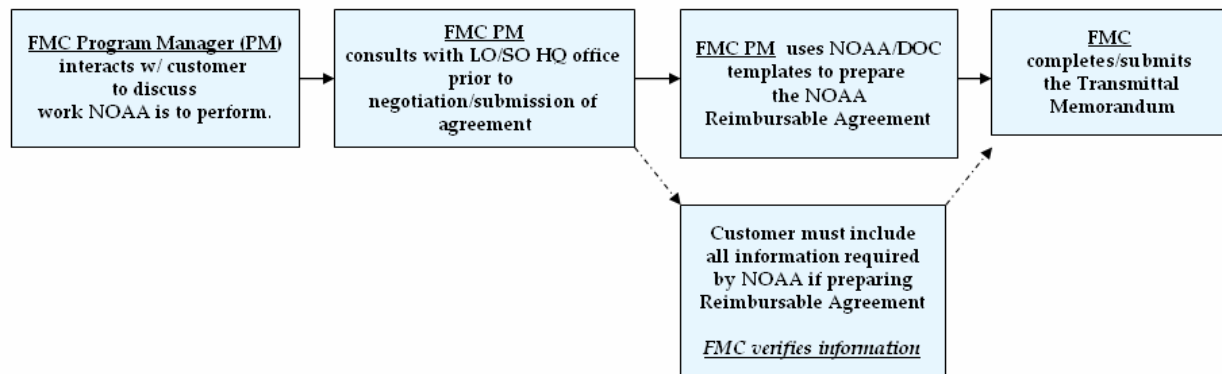 FMC Program Manager (PM)
interacts w/ customer
to discuss
work NOAA is to perform.
FMC PM
consults with LO/SO HQ office
prior to
negotiation/submission of
agreement
FMC PM uses NOAA/DOC
templates to prepare
the NOAA
Reimbursable Agreement
FMC
completes/submits
the Transmittal
Memorandum
Customer must include
all information required
by NOAA if preparing
Reimbursable Agreement
FMC verifies information